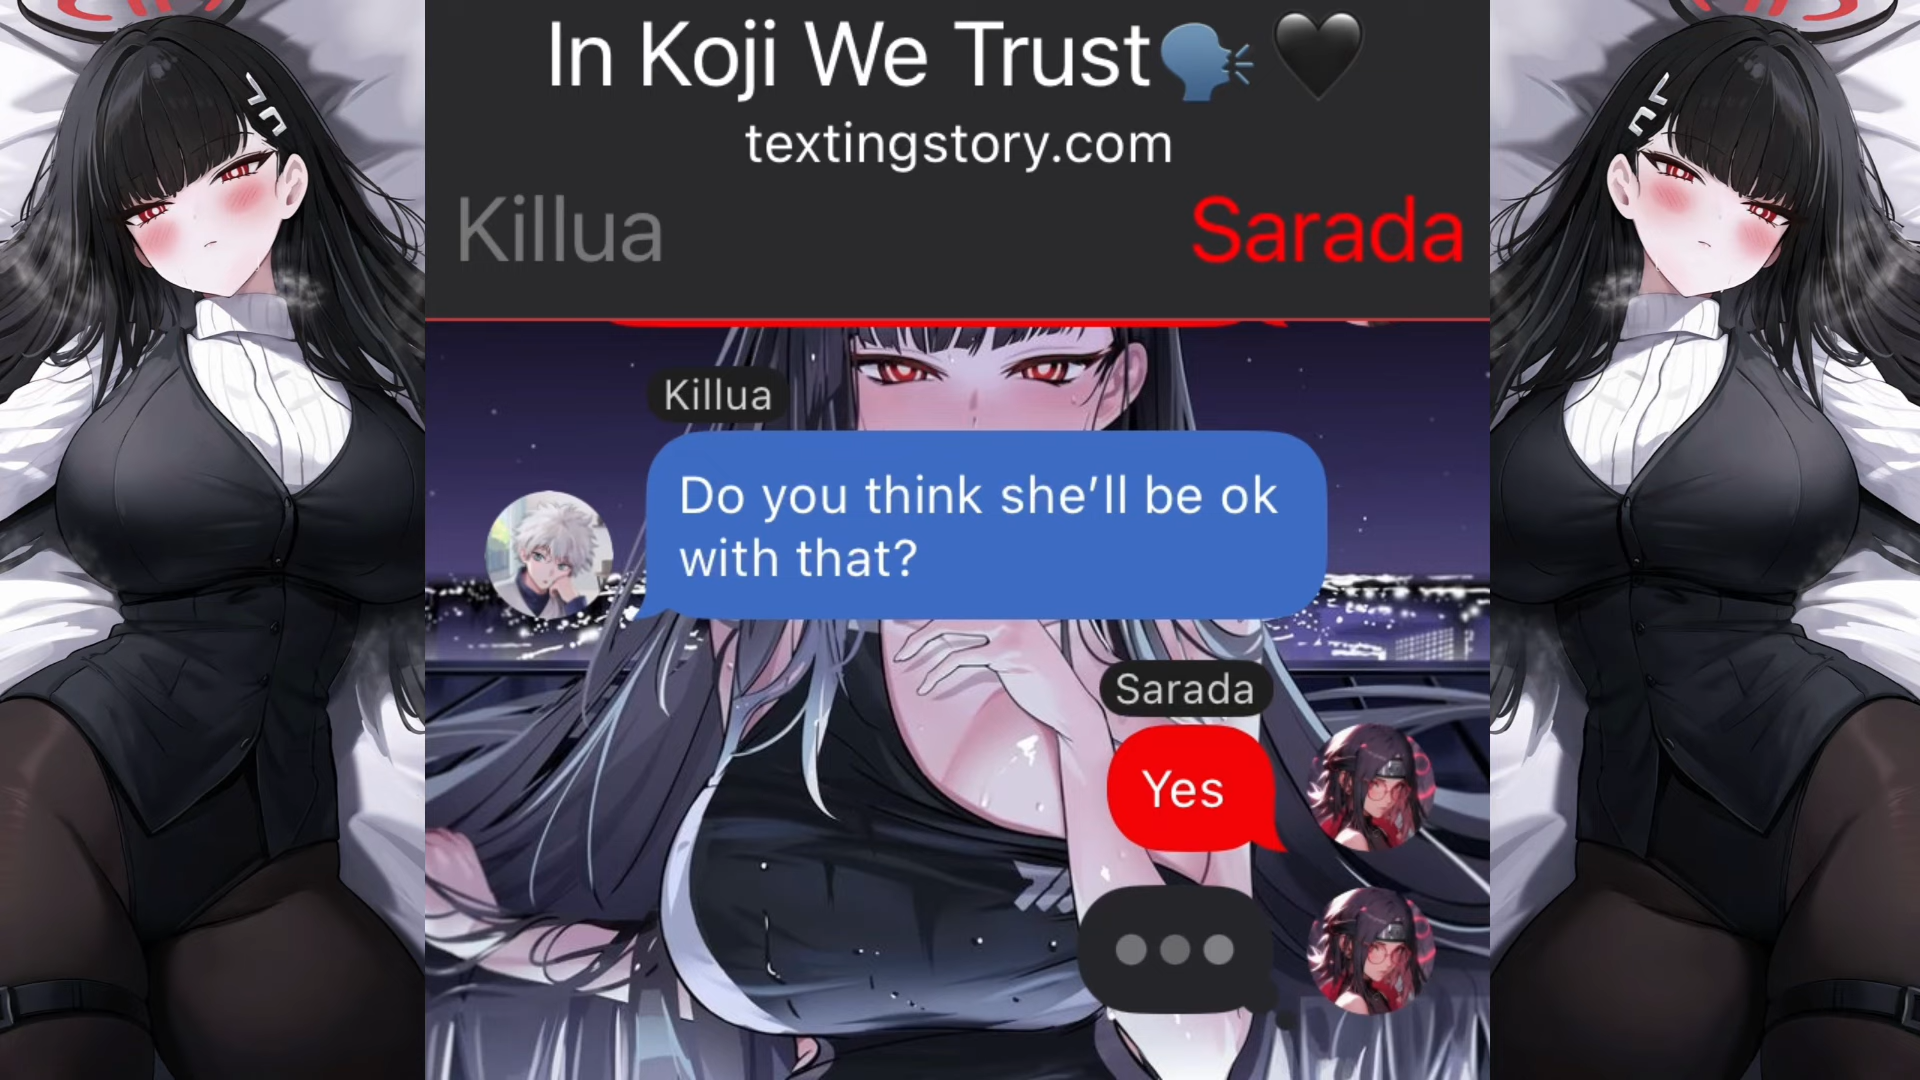 In Koji We Trust🗣️🖤
textingstory.com
Killua
Sarada
Killua
Do you think she’ll be ok
with that?
Sarada
Yes